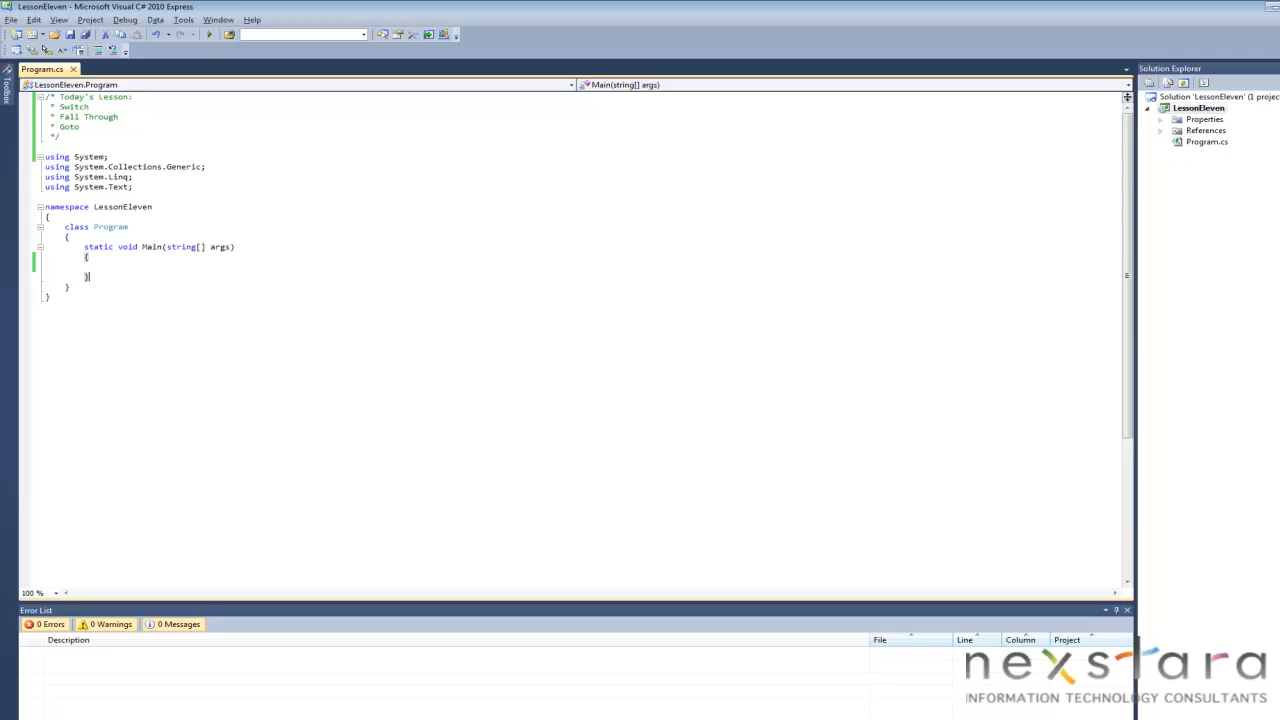 LessonEleven - Microsoft Visual C# 2010 Express
File Edit View Project Debug Data Tools Window Help
Program.cs
Solution Explorer
Toolbox
LessonEleven.Program
Main(string[] args)
/* Today's Lesson:
* Switch
* Fall Through
* Goto
*/
using System;
using System.Collections.Generic;
using System.Linq;
using System.Text;
namespace LessonEleven
{
class Program
{
static void Main(string[] args)
{
}
}
}
Solution 'LessonEleven' (1 projec
LessonEleven
Properties
References
Program.cs
100 %
Error List
0 Errors 0 Warnings 0 Messages
Description File Line Column Project
nexstara
INFORMATION TECHNOLOGY CONSULTANTS